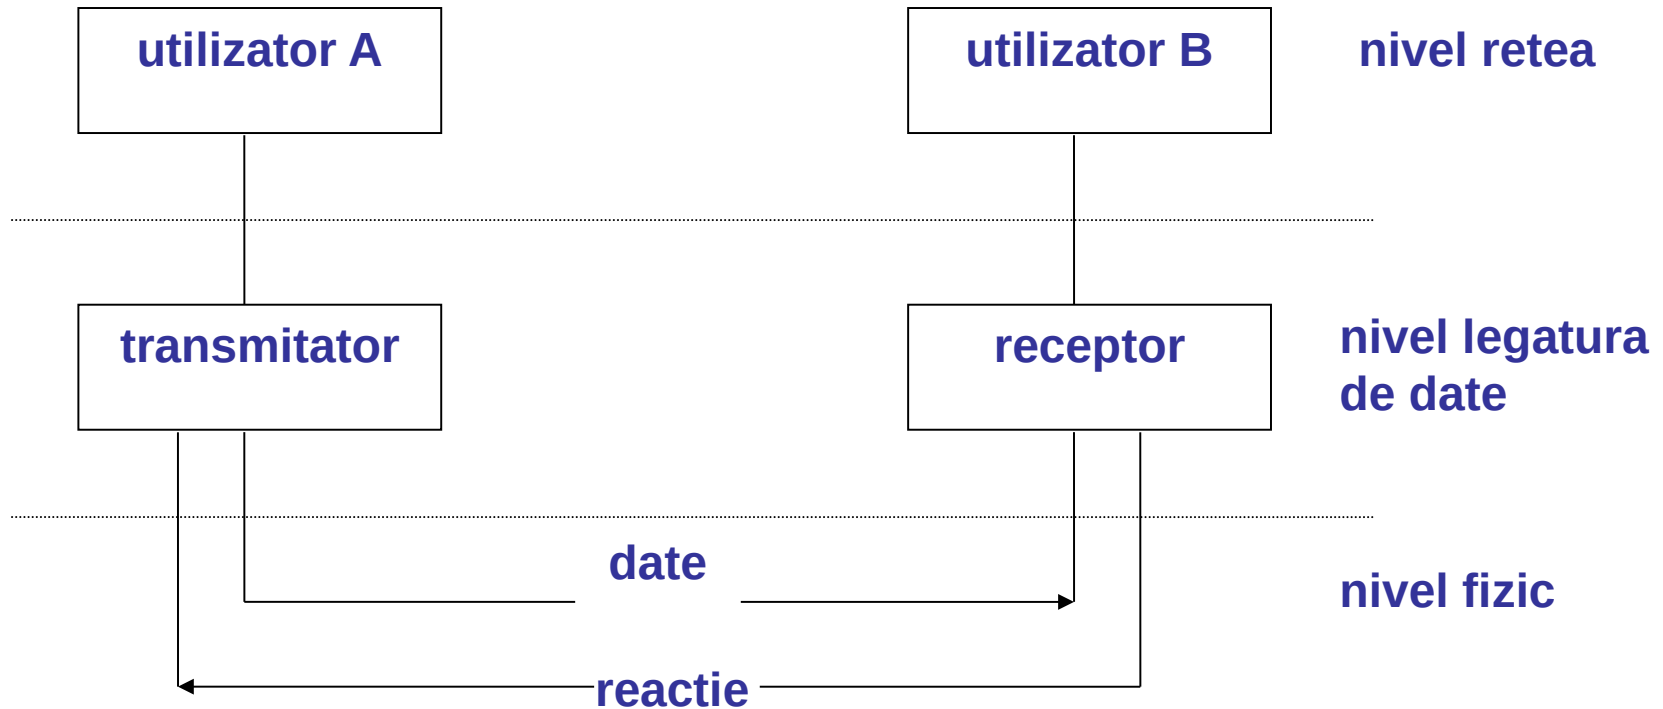 utilizator A
utilizator B
nivel retea
transmitator
receptor
nivel legatura
de date
date
nivel fizic
reactie